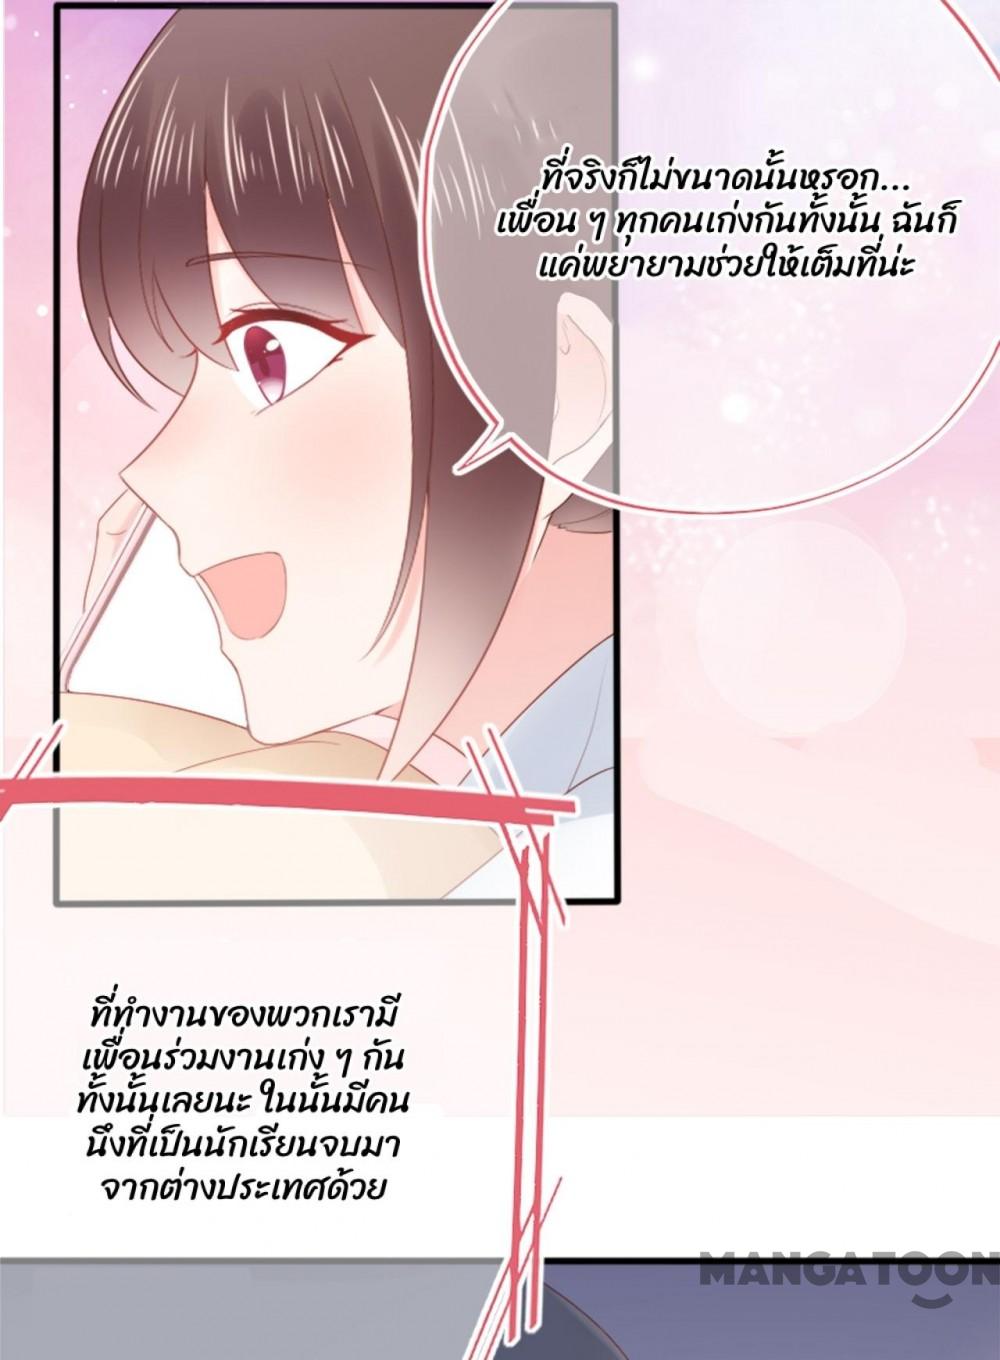 ที่จริงก็ไม่ขนาดนั้นหรอก...
เพื่อน ๆ ทุกคนเก่งกันทั้งนั้น ฉันก็
แค่พยายามช่วยให้เต็มที่น่ะ
ที่ทำงานของพวกเรามี
เพื่อนร่วมงานเก่ง ๆ กัน
ทั้งนั้นเลยนะ ในนั้นมีคน
นึงที่เป็นนักเรียนจบมา
จากต่างประเทศด้วย
MANGATOON